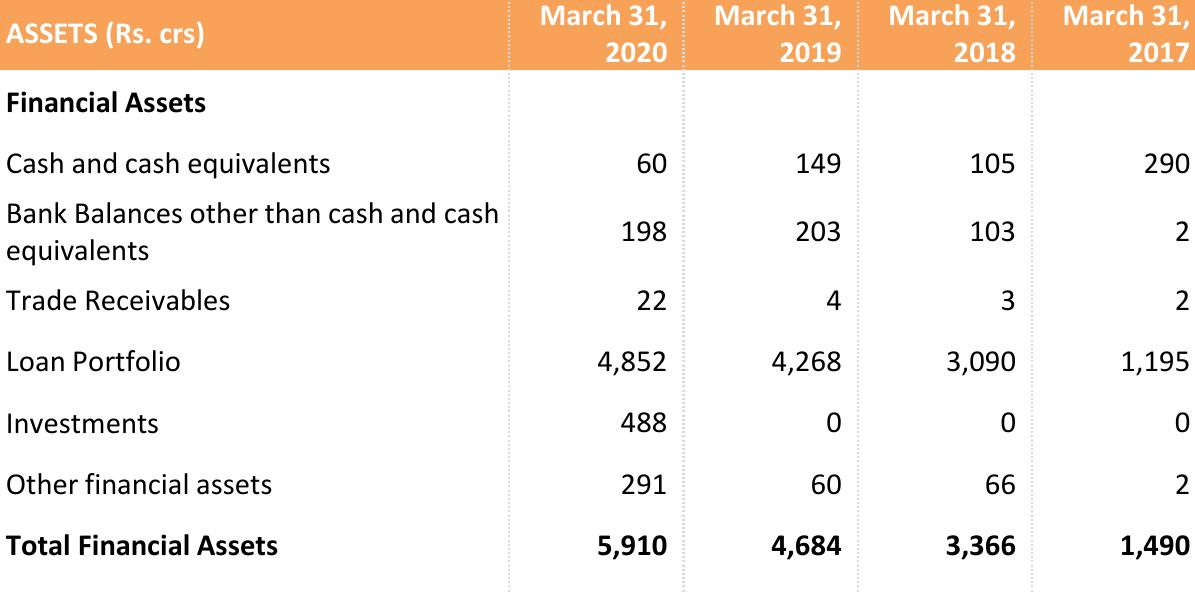 ASSETS (Rs. crs) March 31, 2020 March 31, 2019 March 31, 2018 March 31, 2017
Financial Assets
Cash and cash equivalents 60 149 105 290
Bank Balances other than cash and cash
equivalents 198 203 103 2
Trade Receivables 22 4 3 2
Loan Portfolio 4,852 4,268 3,090 1,195
Investments 488 0 0 0
Other financial assets 291 60 66 2
Total Financial Assets 5,910 4,684 3,366 1,490